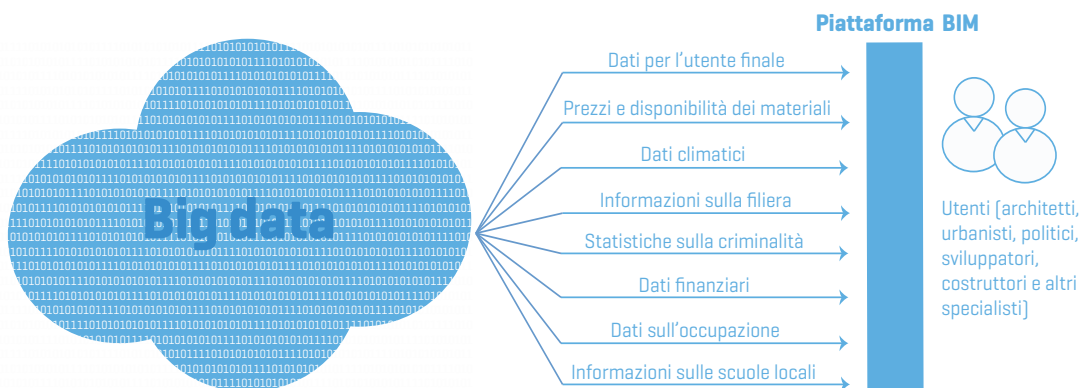 Piattaforma BIM
Big data
Dati per l'utente finale
Prezzi e disponibilità dei materiali
Dati climatici
Informazioni sulla filiera
Statistiche sulla criminalità
Dati finanziari
Dati sull'occupazione
Informazioni sulle scuole locali
Utenti (architetti,
urbanisti, politici,
sviluppatori,
costruttori e altri
specialisti)